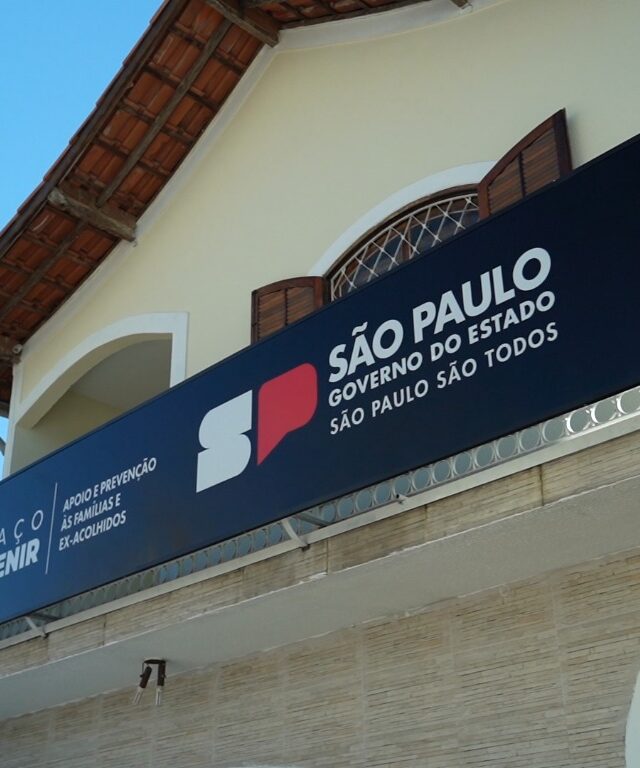 AÇO
ENIR
APOIO E PREVENÇÃO
ÀS FAMÍLIAS E
EX-ACOLHIDOS
SP
SÃO PAULO
GOVERNO DO ESTADO
SÃO PAULO SÃO TODOS